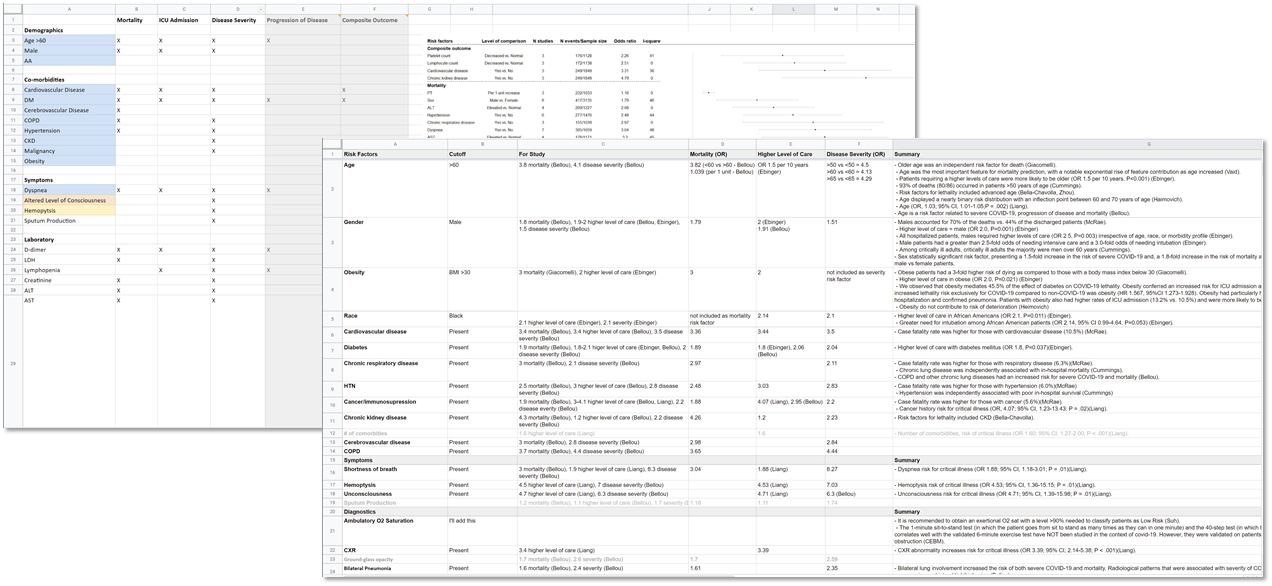 A B C D E F G H I J K L M N
1 Mortality ICU Admission Disease Severity Progression of Disease Composite Outcome
2 Demographics
3 Age >60 X X X X
4 Male X X X
5 AA
6
7 Co-morbidities
8 Cardiovascular Disease X X X X
9 DM X X X X X
10 Cerebrovascular Disease X
11 COPD X X
12 Hypertension X X
13 CKD X
14 Malignancy X
15 Obesity
16
17 Symptoms
18 Dyspnea X X X X
19 Altered Level of Consciousness X
20 Hemopytsis X
21 Sputum Production X
22
23 Laboratory
24 D-dimer X X X X
25 LDH X X
26 Lymphopenia X X X
27 Creatinine X X
28 ALT X X
AST X X
29
Risk factors Level of comparison N studies N events/Sample size Odds ratio I-square
Composite outcome
Platelet count Decreased vs. Normal 3
Lymphocyte count Decreased vs. Normal 3
Cardiovascular disease Yes vs. No 3
Chronic kidney disease Yes vs. No 3
Mortality
PT Per 1 unit increase
Sex Male vs. Female
ALT Elevated vs. Normal
Hypertension Yes vs. No
Chronic respiratory disease Yes vs. No
Dyspnea Yes vs. No
A B C D E F G
1 Risk Factors Cutoff For Study Mortality (OR) Higher Level of Care Disease Severity (OR) Summary
2 Age >60 3.8 mortality (Bellou), 4.1 disease severity (Bellou) 3.82 (<60 vs >60 - Bellou) OR 1.5 per 10 years >50 vs <50 = 4.5 - Older age was an independent risk factor for death (Giacomelli).
1.039 (per 1 unit - Bellou) (Ebinger) >60 vs <60 = 4.13 - Age was the most important feature for mortality prediction, with a notable exponential rise of feature contribution as age increased (Vaid).
>65 vs <65 = 4.29 - Patients requiring a higher levels of care were more likely to be older (OR 1.5 per 10 years, P<0.001) (Ebinger).
- 93% of deaths (80/86) occurred in patients >50 years of age (Cummings).
- Risk factors for lethality included advanced age (Bella-Chavolla, Zhou).
- Age displayed a nearly binary risk distribution with an inflection point between 60 and 70 years of age (Haimovich).
- Age (OR, 1.03; 95% CI, 1.01-1.05;P = .002) (Liang).
- Age is a factor related to severe COVID-19, progression of disease and mortality (Bellou).
3 Gender Male 1.8 mortality (Bellou), 1.9-2 higher level of care (Bellou, Ebinger), 1.79 2 (Ebinger) 1.51 - Males accounted for 70% of the deaths vs. 44% of the discharged patients (McRae).
1.5 disease severity (Bellou) 1.91 (Bellou) - Higher level of care = male (OR 2.0, P=0.001) (Ebinger)
- All hospitalized patients, males required higher levels of care (OR 2.5, P=0.003) irrespective of age, race, or morbidity profile (Ebinger).
- Male patients had a greater than 2.5-fold odds of needing intensive care and a 3.0-fold odds of needing intubation (Ebinger).
- Among critically ill adults, critically ill adults the majority were men over 60 years (Cummings).
- Sex statistically significant risk factor, presenting a 1.5-fold increase in the risk of severe COVID-19 and, a 1.8-fold increase in the risk of mortality a
male vs female patients.
4 Obesity BMI >30 3 mortality (Giacomelli), 2 higher level of care (Ebinger) 3 2 not included as severity - Obese patients had a 3-fold higher risk of dying as compared to those with a body mass index below 30 (Giacomelli).
risk factor - Higher level of care in obese (OR 2.0, P=0.021) (Ebinger)
- We observed that obesity mediates 45.5% of the effect of diabetes on COVID-19 lethality. Obesity conferred an increased risk for ICU admission a
increased lethality risk exclusively for COVID-19 compared to non-COVID-19 was obesity (HR 1.567, 95%CI 1.273-1.928). Obesity had particularly h
hospitalization and confirmed pneumonia. Patients with obesity also had higher rates of ICU admission (13.2% vs. 10.5%) and were more likely to be
- Obesity do not contribute to risk of deterioration (Heimovich)
5 Race Black 2.1 higher level of care (Ebinger), 2.1 severity (Ebinger) not included as mortality 2.14 2.1 - Higher level of care in African Americans (OR 2.1, P=0.011) (Ebinger)
risk factor - Greater need for intubation among African American patients (OR 2.14, 95% CI 0.99-4.64, P=0.053) (Ebinger).
6 Cardiovascular disease Present 3.4 mortality (Bellou), 3.4 higher level of care (Bellou), 3.5 disease 3.36 3.44 3.5 - Case fatality rate was higher for those with cardiovascular disease (10.5%) (McRae).
severity (Bellou)
7 Diabetes Present 1.9 mortality (Bellou), 1.8-2.1 higer level of care (Ebinger, Bellou), 2 1.89 1.8 (Ebinger), 2.06 2.04 - Higher level of care with diabetes mellitus (OR 1.8, P=0.037)(Ebinger).
disease severity (Bellou) (Bellou)
8 Chronic respiratory disease Present 3 mortality (Bellou), 2.1 disease severity (Bellou) 2.97 2.11 - Case fatality rate was higher for those with respiratory disease (6.3%)(McRae).
- Chronic lung disease was independently associated with in-hospital mortality (Cummings).
- COPD and other chronic lung diseases had an increased risk for severe COVID-19 and mortality (Bellou).
9 HTN Present 2.5 mortality (Bellou), 3 higher level of care (Bellou), 2.8 disease 2.48 3.03 2.83 - Case fatality rate was higher for those with hypertension (6.0%)(McRae)
severity (Bellou) - Hypertension was independently associated with poor in-hospital survival (Cummings)
10 Cancer/Immunosupression Present 1.9 mortality (Bellou), 3-4.1 higher level of care (Bellou, Liang), 2.2 1.88 4.07 (Liang), 2.95 (Bellou) 2.2 - Case fatality rate was higher for those with cancer (5.6%)(McRae)
disease everity (Bellou) - Cancer history risk for critical illness (OR, 4.07; 95% CI, 1.23-13.43; P = .02)(Liang).
11 Chronic kidney disease Present 4.3 mortality (Bellou), 1.2 higher level of care (Bellou), 2.2 disease 4.26 1.2 2.23 - Risk factors for lethality included CKD (Bella-Chavolla).
severity (Bellou)
12 # of comorbities Present 1.6 higher level of care (Liang) 1.6 - Number of comorbidities, risk of critical illness (OR 1.60; 95% CI, 1.27-2.00; P < .001)(Liang).
13 Cerebrovascular disease Present 3 mortality (Bellou), 2.8 disease severity (Bellou) 2.98 2.84
14 COPD Present 3.7 mortality (Bellou), 4.4 disease severity (Bellou) 3.65 4.44
15 Symptoms Summary
16 Shortness of breath Present 3 mortality (Bellou), 1.9 higher level of care (Liang), 8.3 disease 3.04 1.88 (Liang) 8.27 - Dyspnea risk for critical illness (OR 1.88; 95% CI, 1.18-3.01; P = .01)(Liang).
severity (Bellou)
17 Hemoptysis Present 4.5 higher level of care (Liang), 7 disease severity (Bellou) 4.53 (Liang) 7.03 - Hemoptysis risk of critical illness (OR 4.53; 95% CI, 1.36-15.15; P = .01)(Liang).
18 Unconsciousness Present 4.7 higher level of care (Liang), 6.3 disease severity (Bellou) 4.71 (Liang) 6.3 (Bellou) - Unconsciousness risk for critical illness (OR 4.71; 95% CI, 1.39-15.98; P = .01)(Liang).
19 Sputum Production Present 1.2 mortality (Bellou), 1.1 higher level of care (Bellou), 1.7 severity 1.18 1.11 1.74
20 Diagnostics Summary
21 Ambulatory O2 Saturation I'll add this - It is recommended to obtain an exertional O2 sat with a level >90% needed to classify patients as Low Risk (Suh).
- The 1-minute sit-to-stand test (in which the patient goes from sit to stand as many times as they can in one minute) and the 40-step test (in which t
correlates well with the validated 6-minute exercise test have NOT been studied in the context of covid-19. However, they were validated on patients
obstruction (CEBM).
22 CXR Present 3.4 higher level of care (Liang) 3.39 - CXR abnormality increases risk for critical illness (OR 3.39; 95% CI, 2.14-5.38; P < .001)(Liang).
23 Ground-glass opacity Present 1.7 mortality (Bellou), 2.6 severity (Bellou) 1.7 2.59
24 Bilateral Pneumonia Present 1.6 mortality (Bellou), 2.4 severity (Bellou) 1.61 2.35 - Bilateral lung involvement increased the risk of both severe COVID-19 and mortality. Radiological patterns that were associated with severity of CO